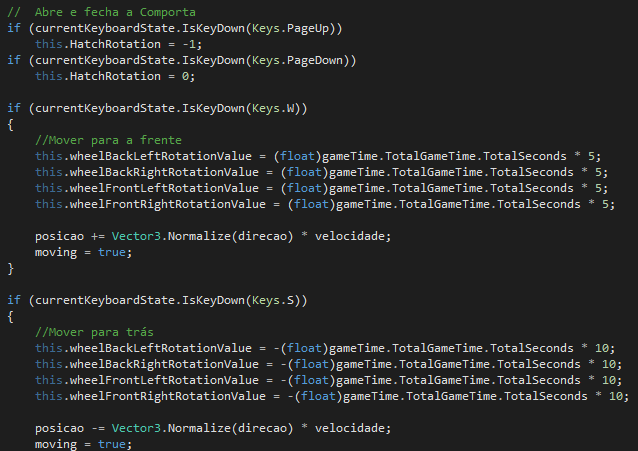 //  Abre e fecha a Comporta
if (currentKeyboardState.IsKeyDown(Keys.PageUp))
    this.HatchRotation = -1;
if (currentKeyboardState.IsKeyDown(Keys.PageDown))
    this.HatchRotation = 0;

if (currentKeyboardState.IsKeyDown(Keys.W))
{
    //Mover para a frente
    this.wheelBackLeftRotationValue = (float)gameTime.TotalGameTime.TotalSeconds * 5;
    this.wheelBackRightRotationValue = (float)gameTime.TotalGameTime.TotalSeconds * 5;
    this.wheelFrontLeftRotationValue = (float)gameTime.TotalGameTime.TotalSeconds * 5;
    this.wheelFrontRightRotationValue = (float)gameTime.TotalGameTime.TotalSeconds * 5;

    posicao += Vector3.Normalize(direcao) * velocidade;
    moving = true;
}

if (currentKeyboardState.IsKeyDown(Keys.S))
{
    //Mover para trás
    this.wheelBackLeftRotationValue = -(float)gameTime.TotalGameTime.TotalSeconds * 10;
    this.wheelBackRightRotationValue = -(float)gameTime.TotalGameTime.TotalSeconds * 10;
    this.wheelFrontLeftRotationValue = -(float)gameTime.TotalGameTime.TotalSeconds * 10;
    this.wheelFrontRightRotationValue = -(float)gameTime.TotalGameTime.TotalSeconds * 10;

    posicao -= Vector3.Normalize(direcao) * velocidade;
    moving = true;